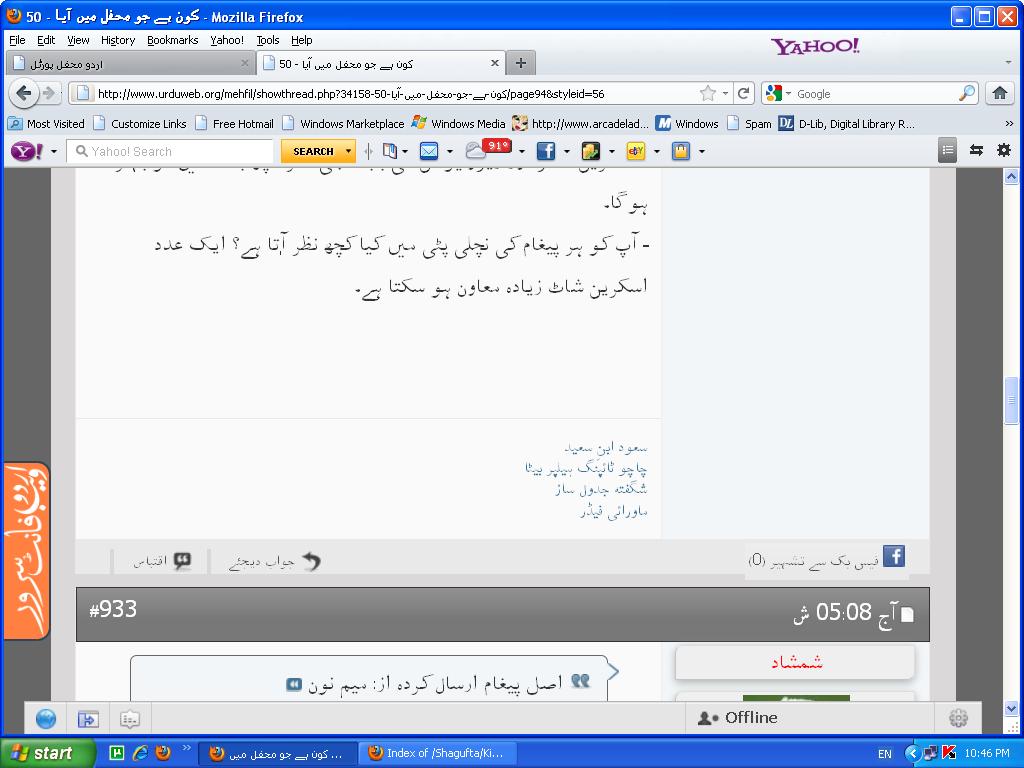 کون ہے جو محفل میں آیا - 50 - Mozilla Firefox
File Edit View History Bookmarks Yahoo! Tools Help
YAHOO!
اردو محفل پورٹل
کون ہے جو محفل میں آیا - 50
http://www.urduweb.org/mehfil/showthread.php?34158-50-کون-ہے-جو-محفل-میں-آیا/page94&styleid=56
Google
Most Visited Customize Links Free Hotmail Windows Marketplace Windows Media http://www.arcadelad... Windows Spam D-Lib, Digital Library R...
Yahoo! Search SEARCH 91° eBY
ہو گا۔
- آپ کو ہر پیغام کی نچلی پٹی میں کیا کچھ نظر آتا ہے؟ ایک عدد
اسکرین شاٹ زیادہ معاون ہو سکتا ہے۔
سعود ابن سعید
چاچو ٹائپنگ ہیلپر بیٹا
شگفتہ جدول ساز
ماورائی فیڈر
فیس بک سے تشہیر (0)
جواب دیجئے
اقتباس
اردو ویب فانٹ سرور
آج 05:08 ش
#933
شمشاد
اصل پیغام ارسال کردہ از: میم نون
Offline
start
کون ہے جو محفل میں ...
Index of /Shagufta/Ki...
EN
10:46 PM